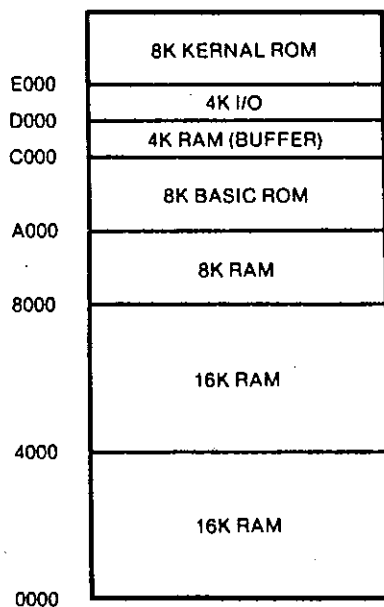 8K KERNAL ROM
E000
4K I/O
D000
4K RAM (BUFFER)
C000
8K BASIC ROM
A000
8K RAM
8000
16K RAM
4000
16K RAM
0000